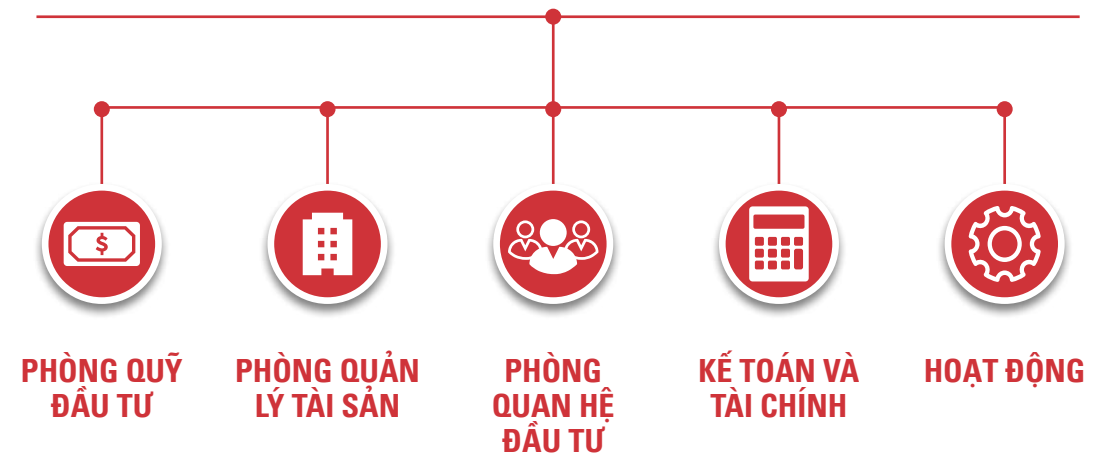 $
PHÒNG QUỸ
ĐẦU TƯ
PHÒNG QUẢN
LÝ TÀI SẢN
PHÒNG
QUAN HỆ
ĐẦU TƯ
KẾ TOÁN VÀ
TÀI CHÍNH
HOẠT ĐỘNG